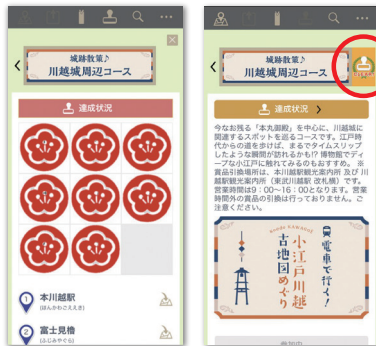 城跡散策♪
川越城周辺コース
達成状況
1 本川越駅
(ほんかわごええき)
2 富士見櫓
(ふじみやぐら)
城跡散策♪
川越城周辺コース
達成状況
今なお残る「本丸御殿」を中心に、川越城に
関連するスポットを巡るコースです。江戸時
代からの道を歩けば、まるでタイムスリップ
したような瞬間が訪れるかも!? 博物館でディ
ープな小江戸に触れてみるのもおすすめ。 ※
賞品引換場所は、本川越駅観光案内所 及び 川
越駅観光案内所（東武川越駅 改札横）です。
営業時間は9：00～16：00となります。営業
時間外の賞品の引換は行っておりません。ご
注意ください。
電車で行く!
小江戸川越
古地図めぐり
参加中